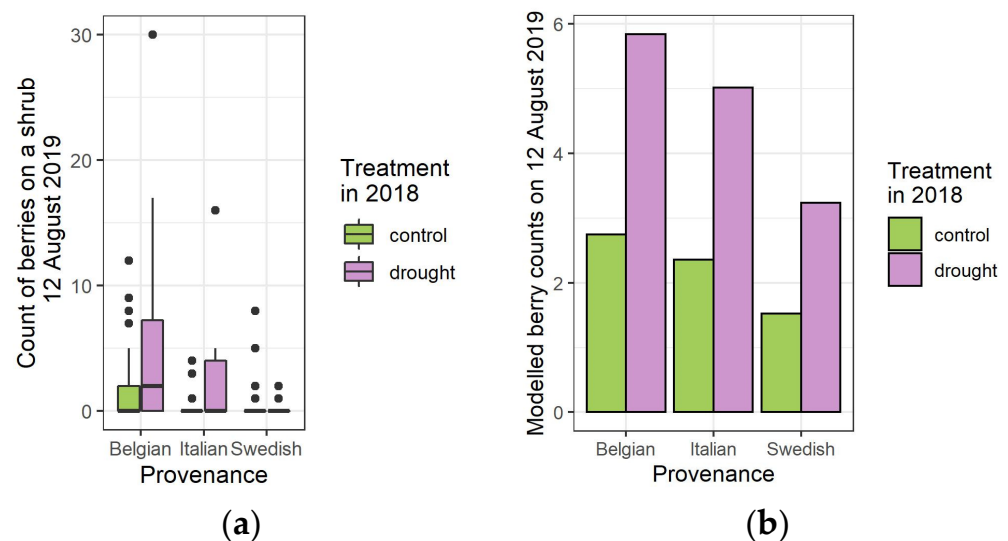 Count of berries on a shrub
12 August 2019
30
20
10
0
Belgian Italian Swedish
Provenance
Treatment
in 2018
control
drought
(a)
Modelled berry counts on 12 August 2019
6
4
2
0
Belgian Italian Swedish
Provenance
Treatment
in 2018
control
drought
(b)